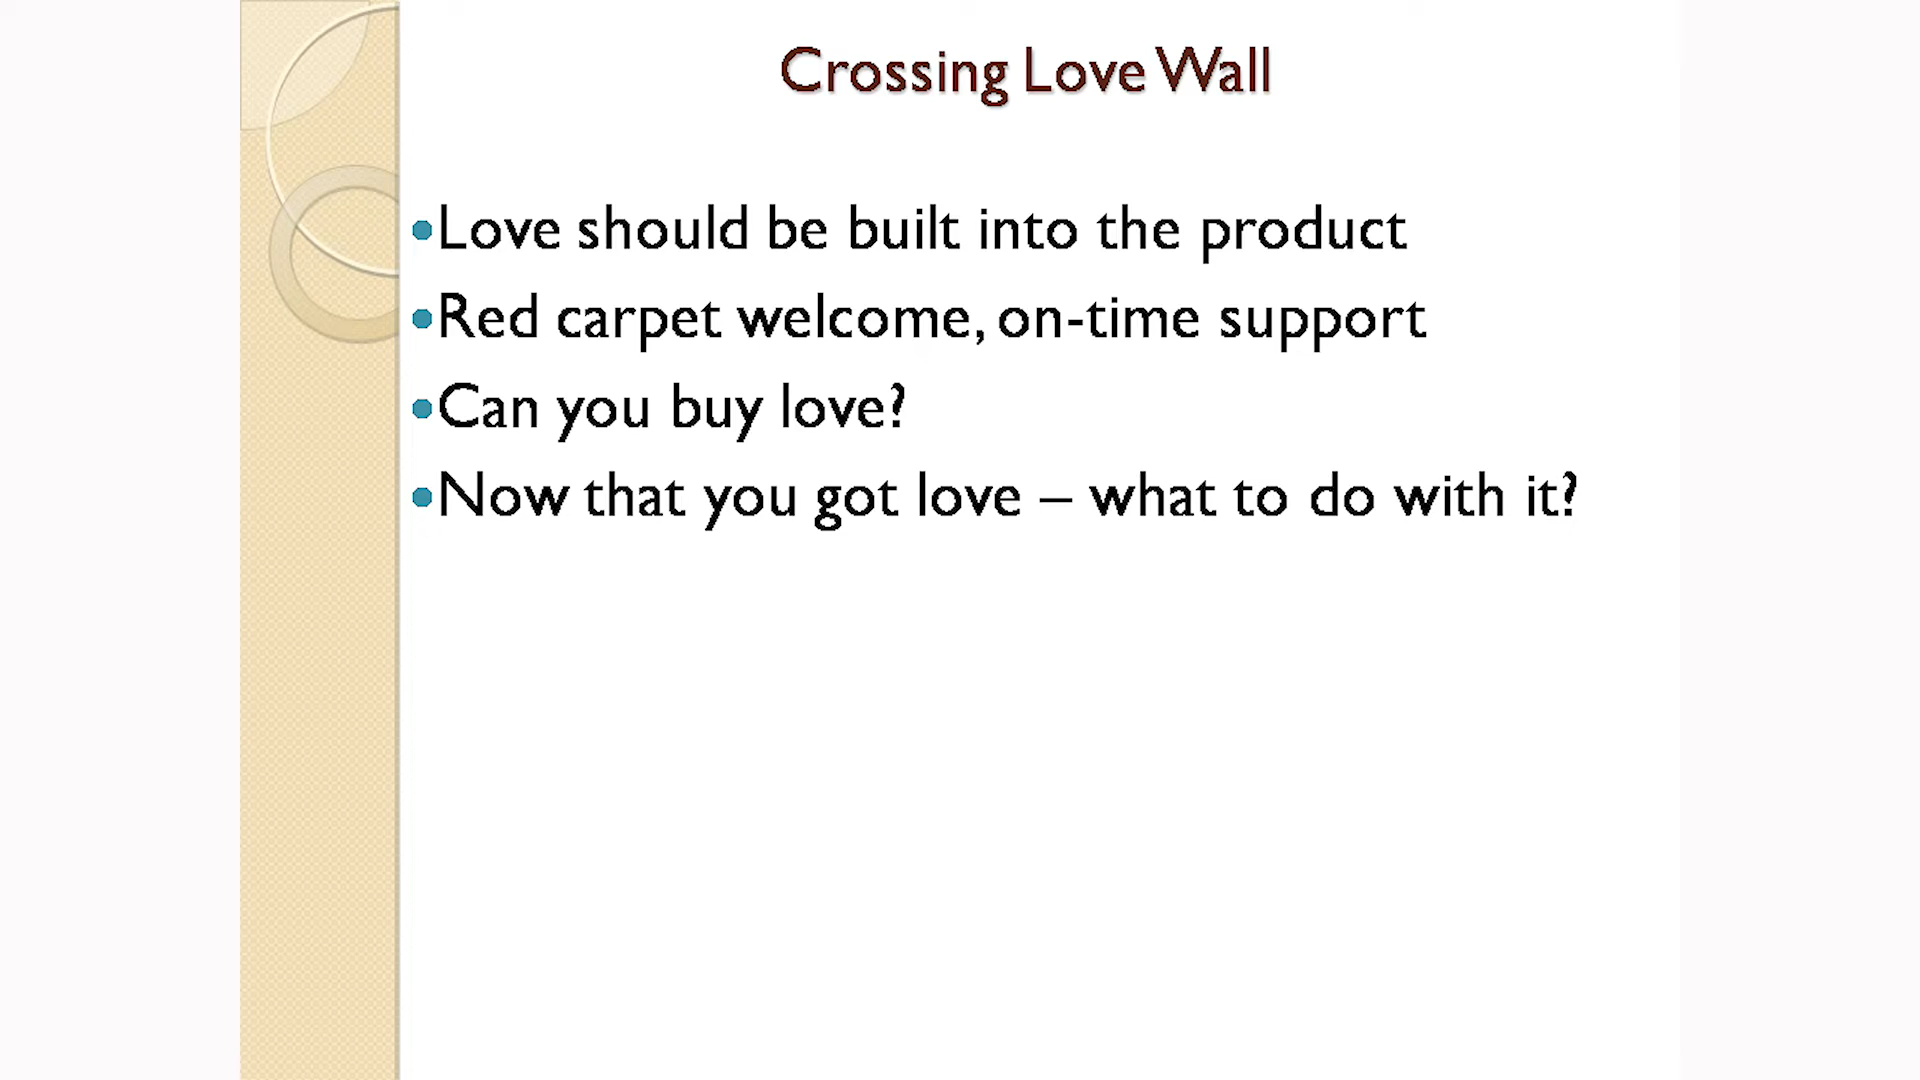 Crossing Love Wall
•Love should be built into the product
•Red carpet welcome, on-time support
•Can you buy love?
•Now that you got love – what to do with it?